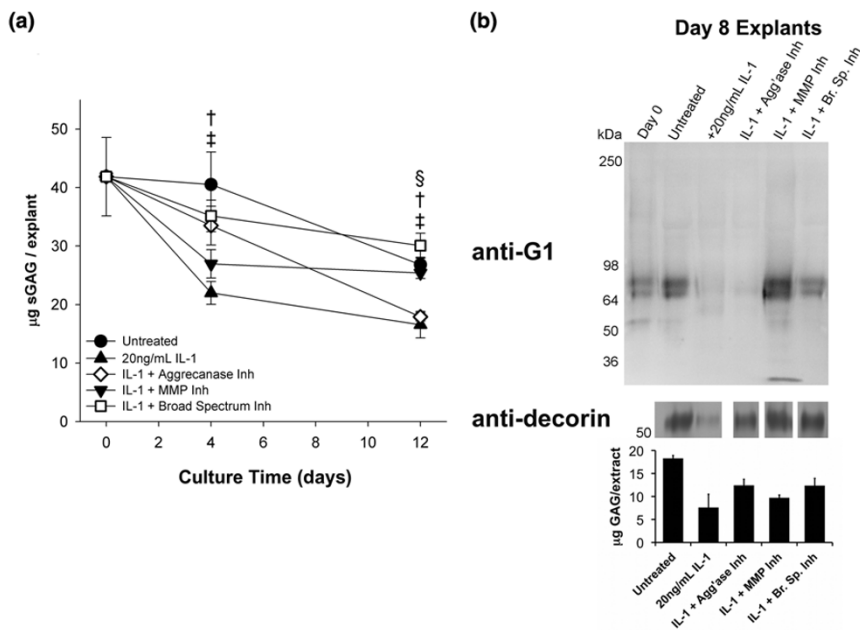 (a)
µg sGAG / explant
50
40
30
20
10
0
†
‡
§
†
‡
Untreated
20ng/mL IL-1
IL-1 + Aggrecanase Inh
IL-1 + MMP Inh
IL-1 + Broad Spectrum Inh
0 2 4 6 8 10 12
Culture Time (days)
(b)
Day 8 Explants
Day 0
Untreated
+20ng/mL IL-1
IL-1 + Agg'ase Inh
IL-1 + MMP Inh
IL-1 + Br. Sp. Inh
kDa
250
98
64
50
36
anti-G1
anti-decorin
50
µg GAG/extract
20
15
10
5
0
Untreated
20ng/mL IL-1
IL-1 + Agg'ase Inh
IL-1 + MMP Inh
IL-1 + Br. Sp. Inh